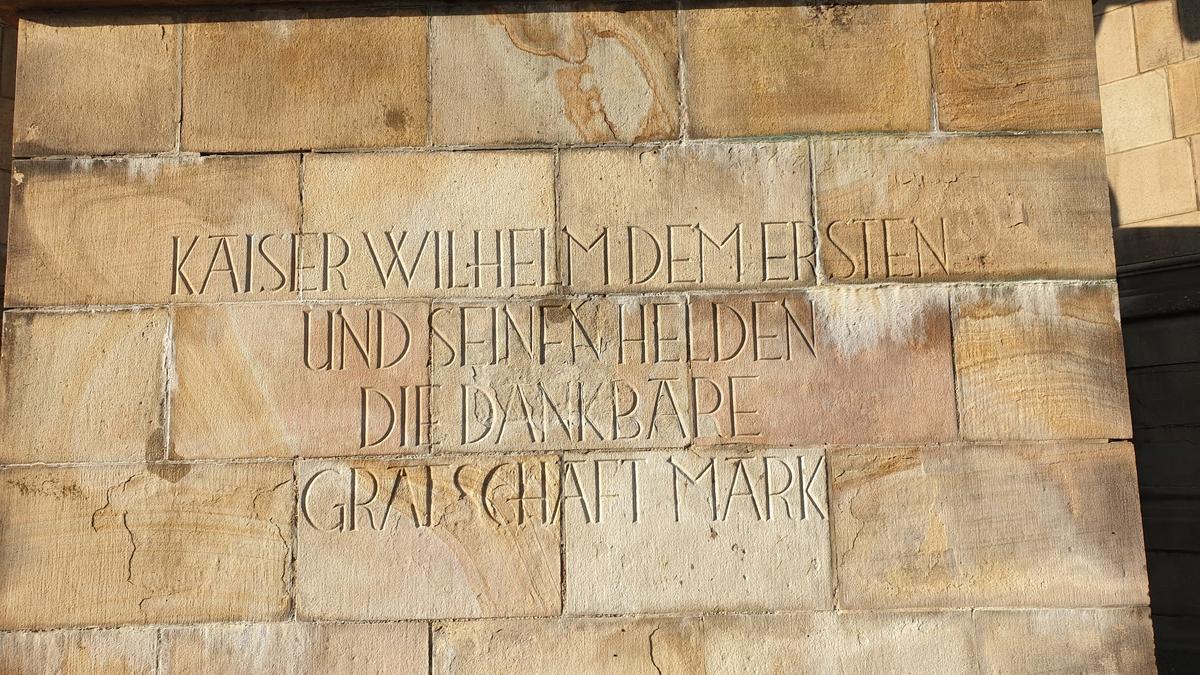 KAISER WILHELM DEM ERSTEN
UND SEINEN HELDEN
DIE DANKBARE
GRAFSCHAFT MARK